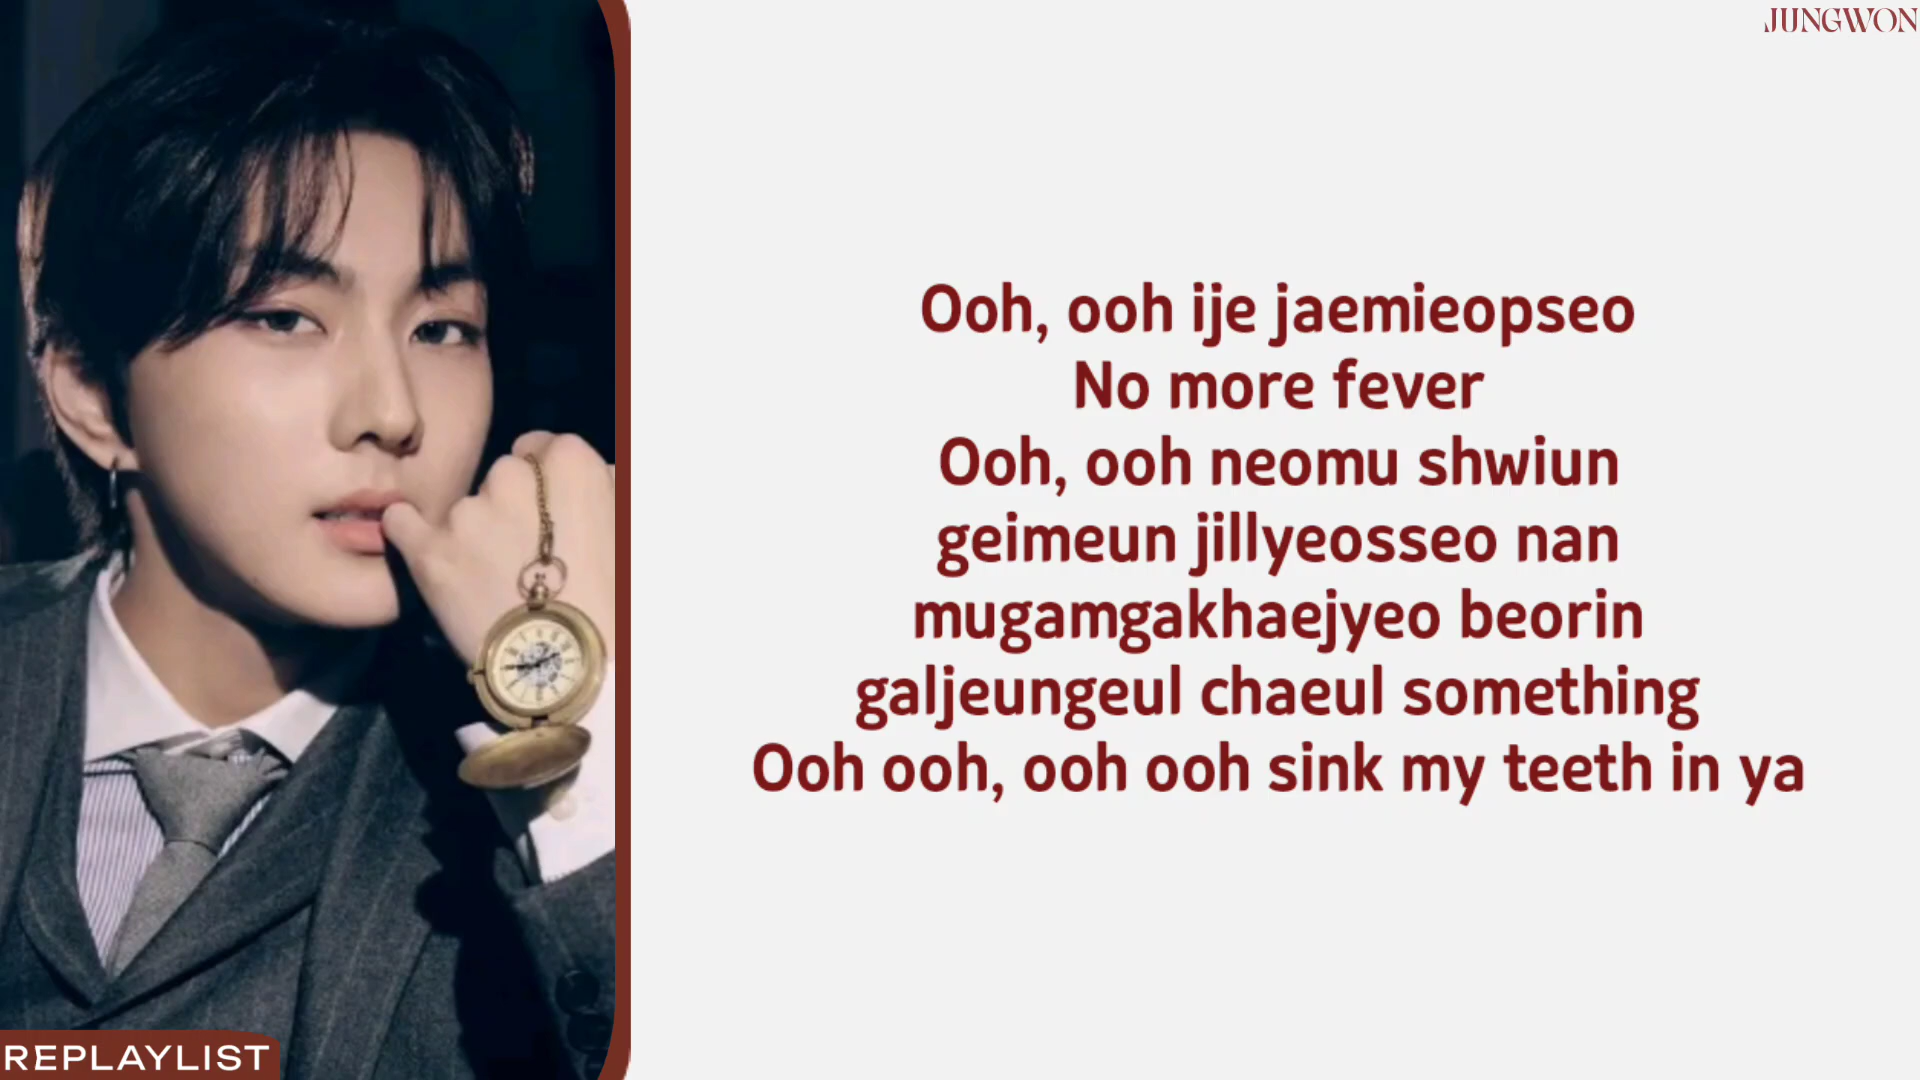 JUNGWON
Ooh, ooh ije jaemieopseo
No more fever
Ooh, ooh neomu shwiun
geimeun jillyeosseo nan
mugamgakhaejyeo beorin
galjeungeul chaeul something
Ooh ooh, ooh ooh sink my teeth in ya
REPLAYLIST